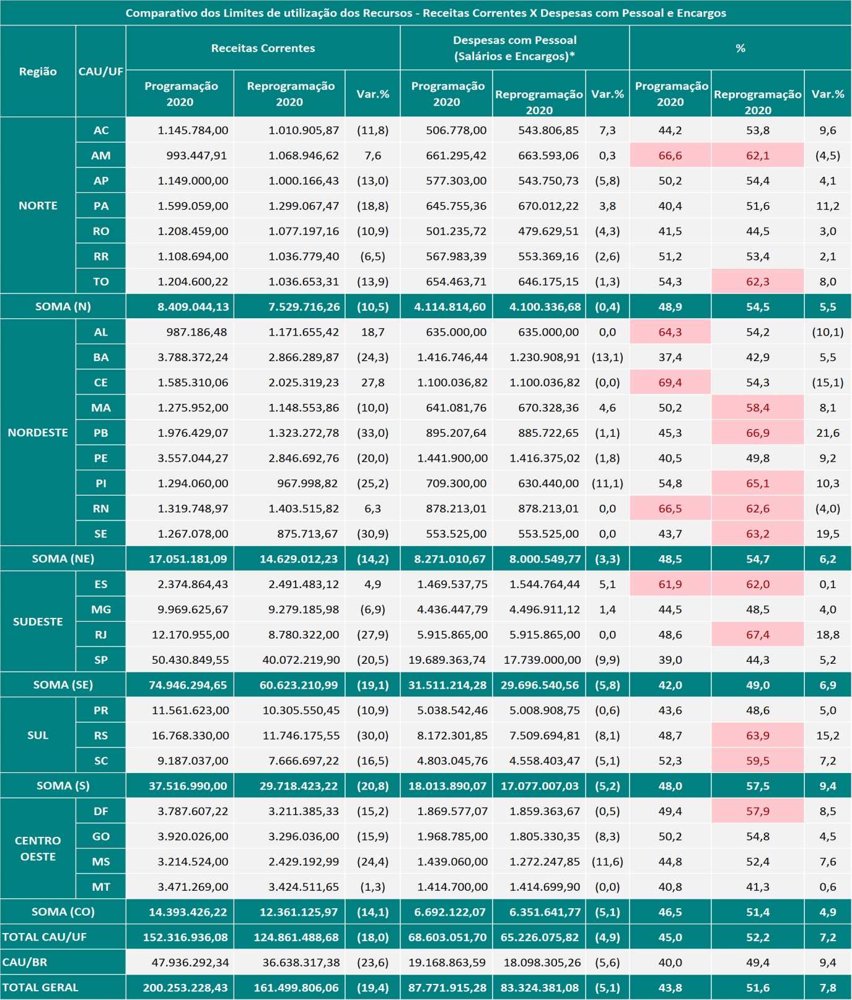 Comparativo dos Limites de utilização dos Recursos - Receitas Correntes X Despesas com Pessoal e Encargos
Região CAU/UF Receitas Correntes Despesas com Pessoal (Salários e Encargos)* %
Programação 2020 Reprogramação 2020 Var.% Programação 2020 Reprogramação 2020 Var.% Programação 2020 Reprogramação 2020 Var.%
NORTE
AC 1.145.784,00 1.010.905,87 (11,8) 506.778,00 543.806,85 7,3 44,2 53,8 9,6
AM 993.447,91 1.068.946,62 7,6 661.295,42 663.593,06 0,3 66,6 62,1 (4,5)
AP 1.149.000,00 1.000.166,43 (13,0) 577.303,00 543.750,73 (5,8) 50,2 54,4 4,1
PA 1.599.059,00 1.299.067,47 (18,8) 645.755,36 670.012,22 3,8 40,4 51,6 11,2
RO 1.208.459,00 1.077.197,16 (10,9) 501.235,72 479.629,51 (4,3) 41,5 44,5 3,0
RR 1.108.694,00 1.036.779,40 (6,5) 567.983,39 553.369,16 (2,6) 51,2 53,4 2,1
TO 1.204.600,22 1.036.653,31 (13,9) 654.463,71 646.175,15 (1,3) 54,3 62,3 8,0
SOMA (N) 8.409.044,13 7.529.716,26 (10,5) 4.114.814,60 4.100.336,68 (0,4) 48,9 54,5 5,5
NORDESTE
AL 987.186,48 1.171.655,42 18,7 635.000,00 635.000,00 0,0 64,3 54,2 (10,1)
BA 3.788.372,24 2.866.289,87 (24,3) 1.416.746,44 1.230.908,91 (13,1) 37,4 42,9 5,5
CE 1.585.310,06 2.025.319,23 27,8 1.100.036,82 1.100.036,82 (0,0) 69,4 54,3 (15,1)
MA 1.275.952,00 1.148.553,86 (10,0) 641.081,76 670.328,36 4,6 50,2 58,4 8,1
PB 1.976.429,07 1.323.272,78 (33,0) 895.207,64 885.722,65 (1,1) 45,3 66,9 21,6
PE 3.557.044,27 2.846.692,76 (20,0) 1.441.900,00 1.416.375,02 (1,8) 40,5 49,8 9,2
PI 1.294.060,00 967.998,82 (25,2) 709.300,00 630.440,00 (11,1) 54,8 65,1 10,3
RN 1.319.748,97 1.403.515,82 6,3 878.213,01 878.213,01 0,0 66,5 62,6 (4,0)
SE 1.267.078,00 875.713,67 (30,9) 553.525,00 553.525,00 0,0 43,7 63,2 19,5
SOMA (NE) 17.051.181,09 14.629.012,23 (14,2) 8.271.010,67 8.000.549,77 (3,3) 48,5 54,7 6,2
SUDESTE
ES 2.374.864,43 2.491.483,12 4,9 1.469.537,75 1.544.764,44 5,1 61,9 62,0 0,1
MG 9.969.625,67 9.279.185,98 (6,9) 4.436.447,79 4.496.911,12 1,4 44,5 48,5 4,0
RJ 12.170.955,00 8.780.322,00 (27,9) 5.915.865,00 5.915.865,00 0,0 48,6 67,4 18,8
SP 50.430.849,55 40.072.219,90 (20,5) 19.689.363,74 17.739.000,00 (9,9) 39,0 44,3 5,2
SOMA (SE) 74.946.294,65 60.623.210,99 (19,1) 31.511.214,28 29.696.540,56 (5,8) 42,0 49,0 6,9
SUL
PR 11.561.623,00 10.305.550,45 (10,9) 5.038.542,46 5.008.908,75 (0,6) 43,6 48,6 5,0
RS 16.768.330,00 11.746.175,55 (30,0) 8.172.301,85 7.509.694,81 (8,1) 48,7 63,9 15,2
SC 9.187.037,00 7.666.697,22 (16,5) 4.803.045,76 4.558.403,47 (5,1) 52,3 59,5 7,2
SOMA (S) 37.516.990,00 29.718.423,22 (20,8) 18.013.890,07 17.077.007,03 (5,2) 48,0 57,5 9,4
CENTRO OESTE
DF 3.787.607,22 3.211.385,33 (15,2) 1.869.577,07 1.859.363,67 (0,5) 49,4 57,9 8,5
GO 3.920.026,00 3.296.036,00 (15,9) 1.968.785,00 1.805.330,35 (8,3) 50,2 54,8 4,5
MS 3.214.524,00 2.429.192,99 (24,4) 1.439.060,00 1.272.247,85 (11,6) 44,8 52,4 7,6
MT 3.471.269,00 3.424.511,65 (1,3) 1.414.700,00 1.414.699,90 (0,0) 40,8 41,3 0,6
SOMA (CO) 14.393.426,22 12.361.125,97 (14,1) 6.692.122,07 6.351.641,77 (5,1) 46,5 51,4 4,9
TOTAL CAU/UF 152.316.936,08 124.861.488,68 (18,0) 68.603.051,70 65.226.075,82 (4,9) 45,0 52,2 7,2
CAU/BR 47.936.292,34 36.638.317,38 (23,6) 19.168.863,59 18.098.305,26 (5,6) 40,0 49,4 9,4
TOTAL GERAL 200.253.228,43 161.499.806,06 (19,4) 87.771.915,28 83.324.381,08 (5,1) 43,8 51,6 7,8